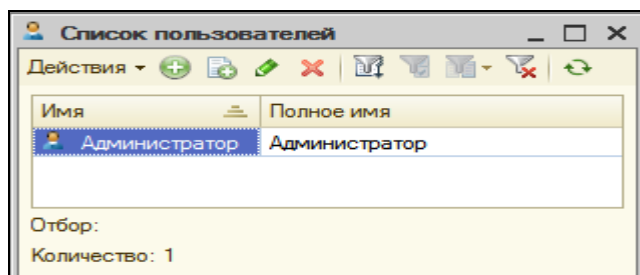 Список пользователей
Действия
Имя Полное имя
Администратор Администратор
Отбор:
Количество: 1